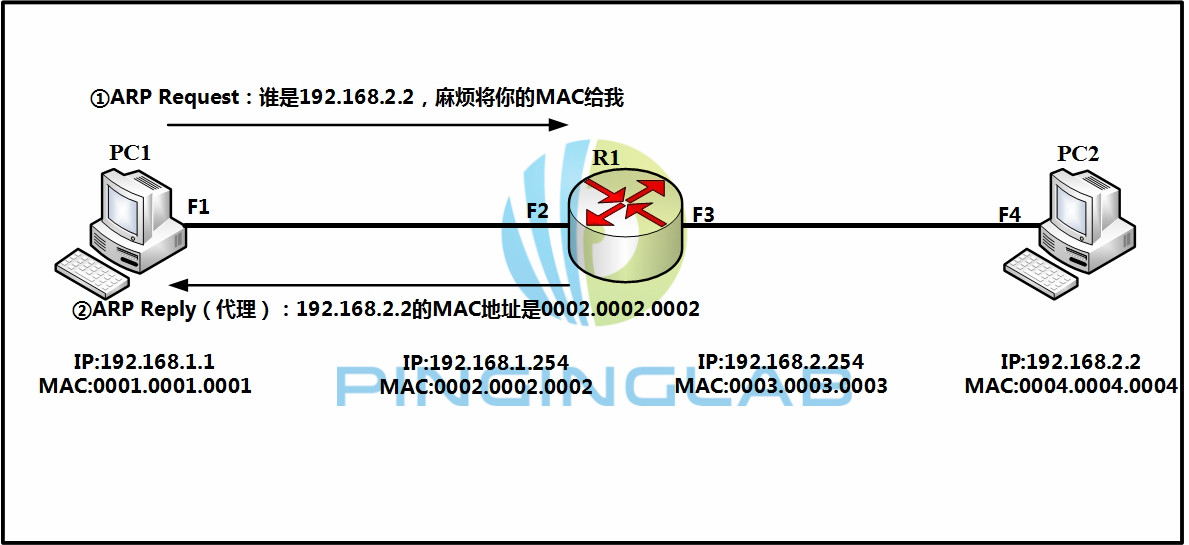 ①ARP Request：谁是192.168.2.2，麻烦将你的MAC给我
PC1
R1
PC2
F1
F2
F3
F4
②ARP Reply（代理）：192.168.2.2的MAC地址是0002.0002.0002
IP:192.168.1.1
MAC:0001.0001.0001
IP:192.168.1.254
MAC:0002.0002.0002
IP:192.168.2.254
MAC:0003.0003.0003
IP:192.168.2.2
MAC:0004.0004.0004
PINGINGLAB